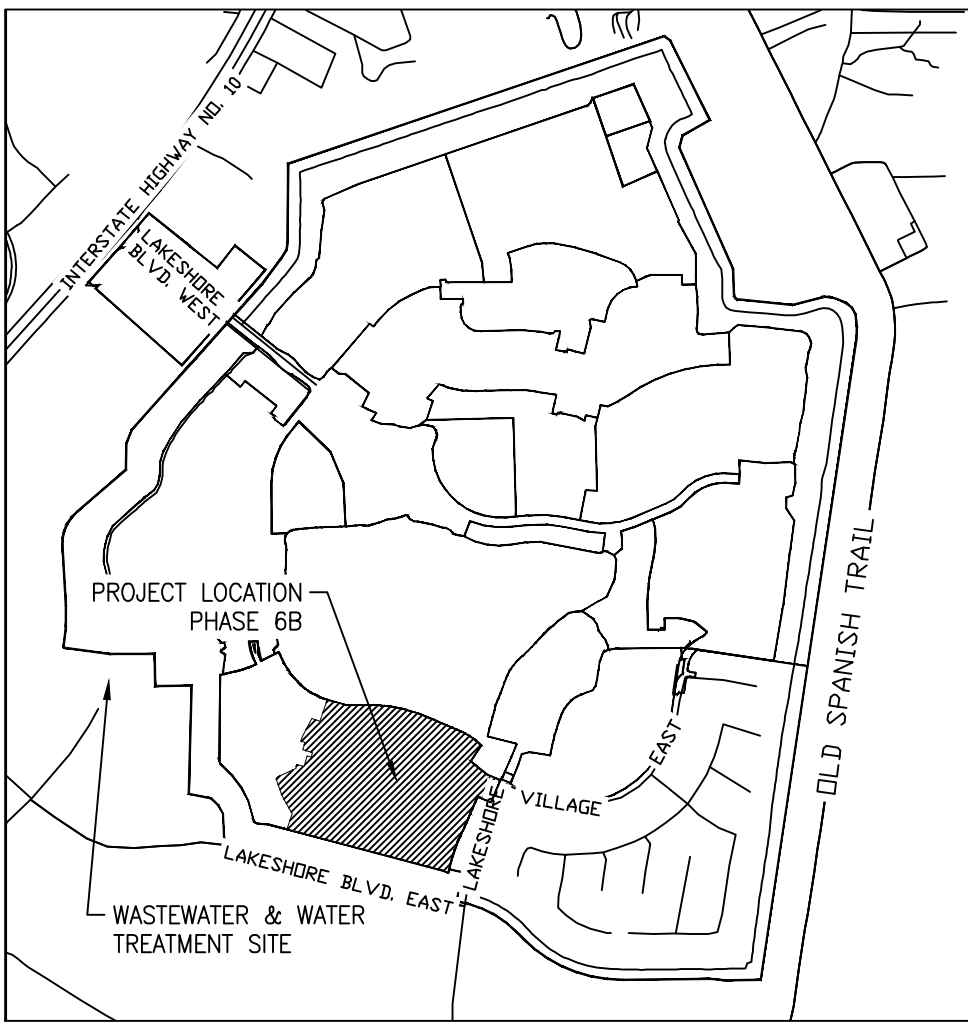 INTERSTATE HIGHWAY NO. 10
LAKESHORE
BLVD. WEST
PROJECT LOCATION
PHASE 6B
OLD SPANISH TRAIL
EAST
VILLAGE
LAKESHORE
LAKESHORE BLVD. EAST
WASTEWATER & WATER
TREATMENT SITE